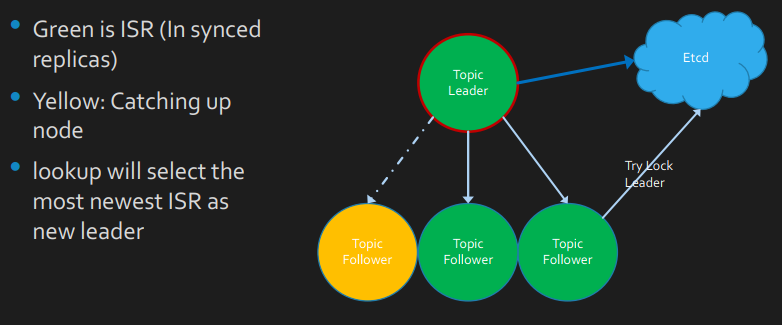 Green is ISR (In synced
replicas)
Yellow: Catching up
node
lookup will select the
most newest ISR as
new leader
Topic
Leader
Etcd
Try Lock
Leader
Topic
Follower
Topic
Follower
Topic
Follower